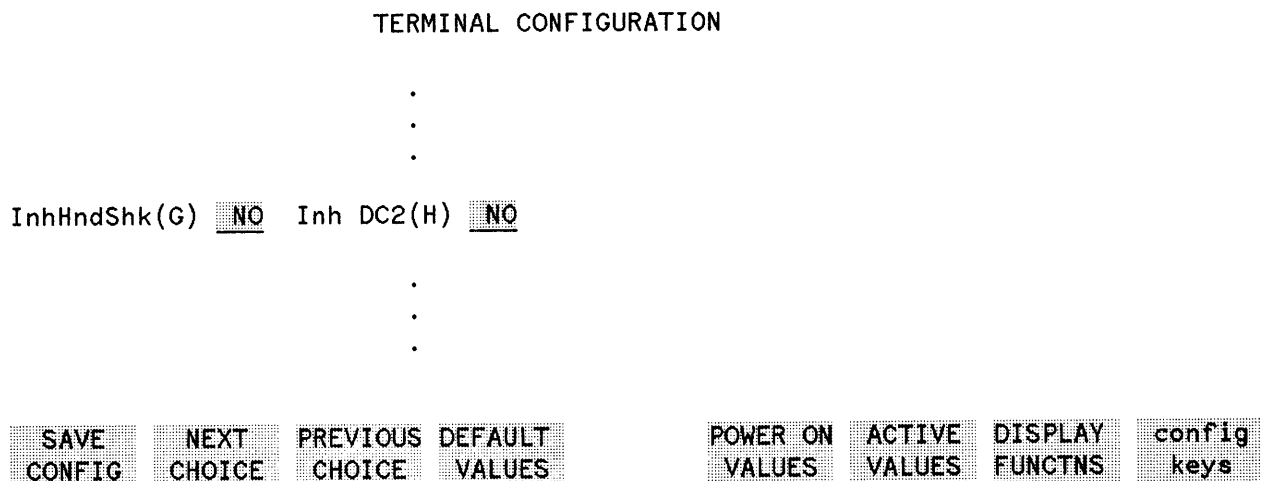 TERMINAL CONFIGURATION
.
.
.
InhHndShk(G) NO Inh DC2(H) NO
.
.
.
SAVE NEXT PREVIOUS DEFAULT POWER ON ACTIVE DISPLAY config
CONFIG CHOICE CHOICE VALUES VALUES VALUES FUNCTNS keys